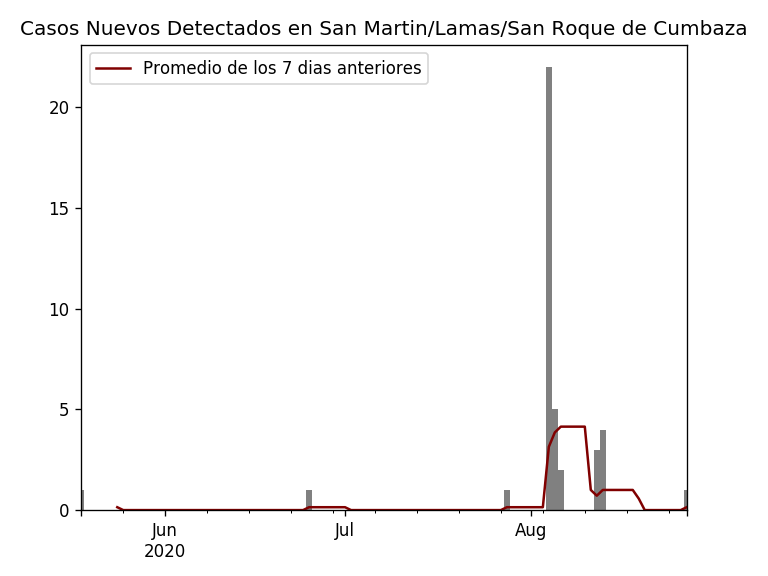 Casos Nuevos Detectados en San Martin/Lamas/San Roque de Cumbaza
Promedio de los 7 dias anteriores
20
15
10
5
0
Jun
2020
Jul
Aug